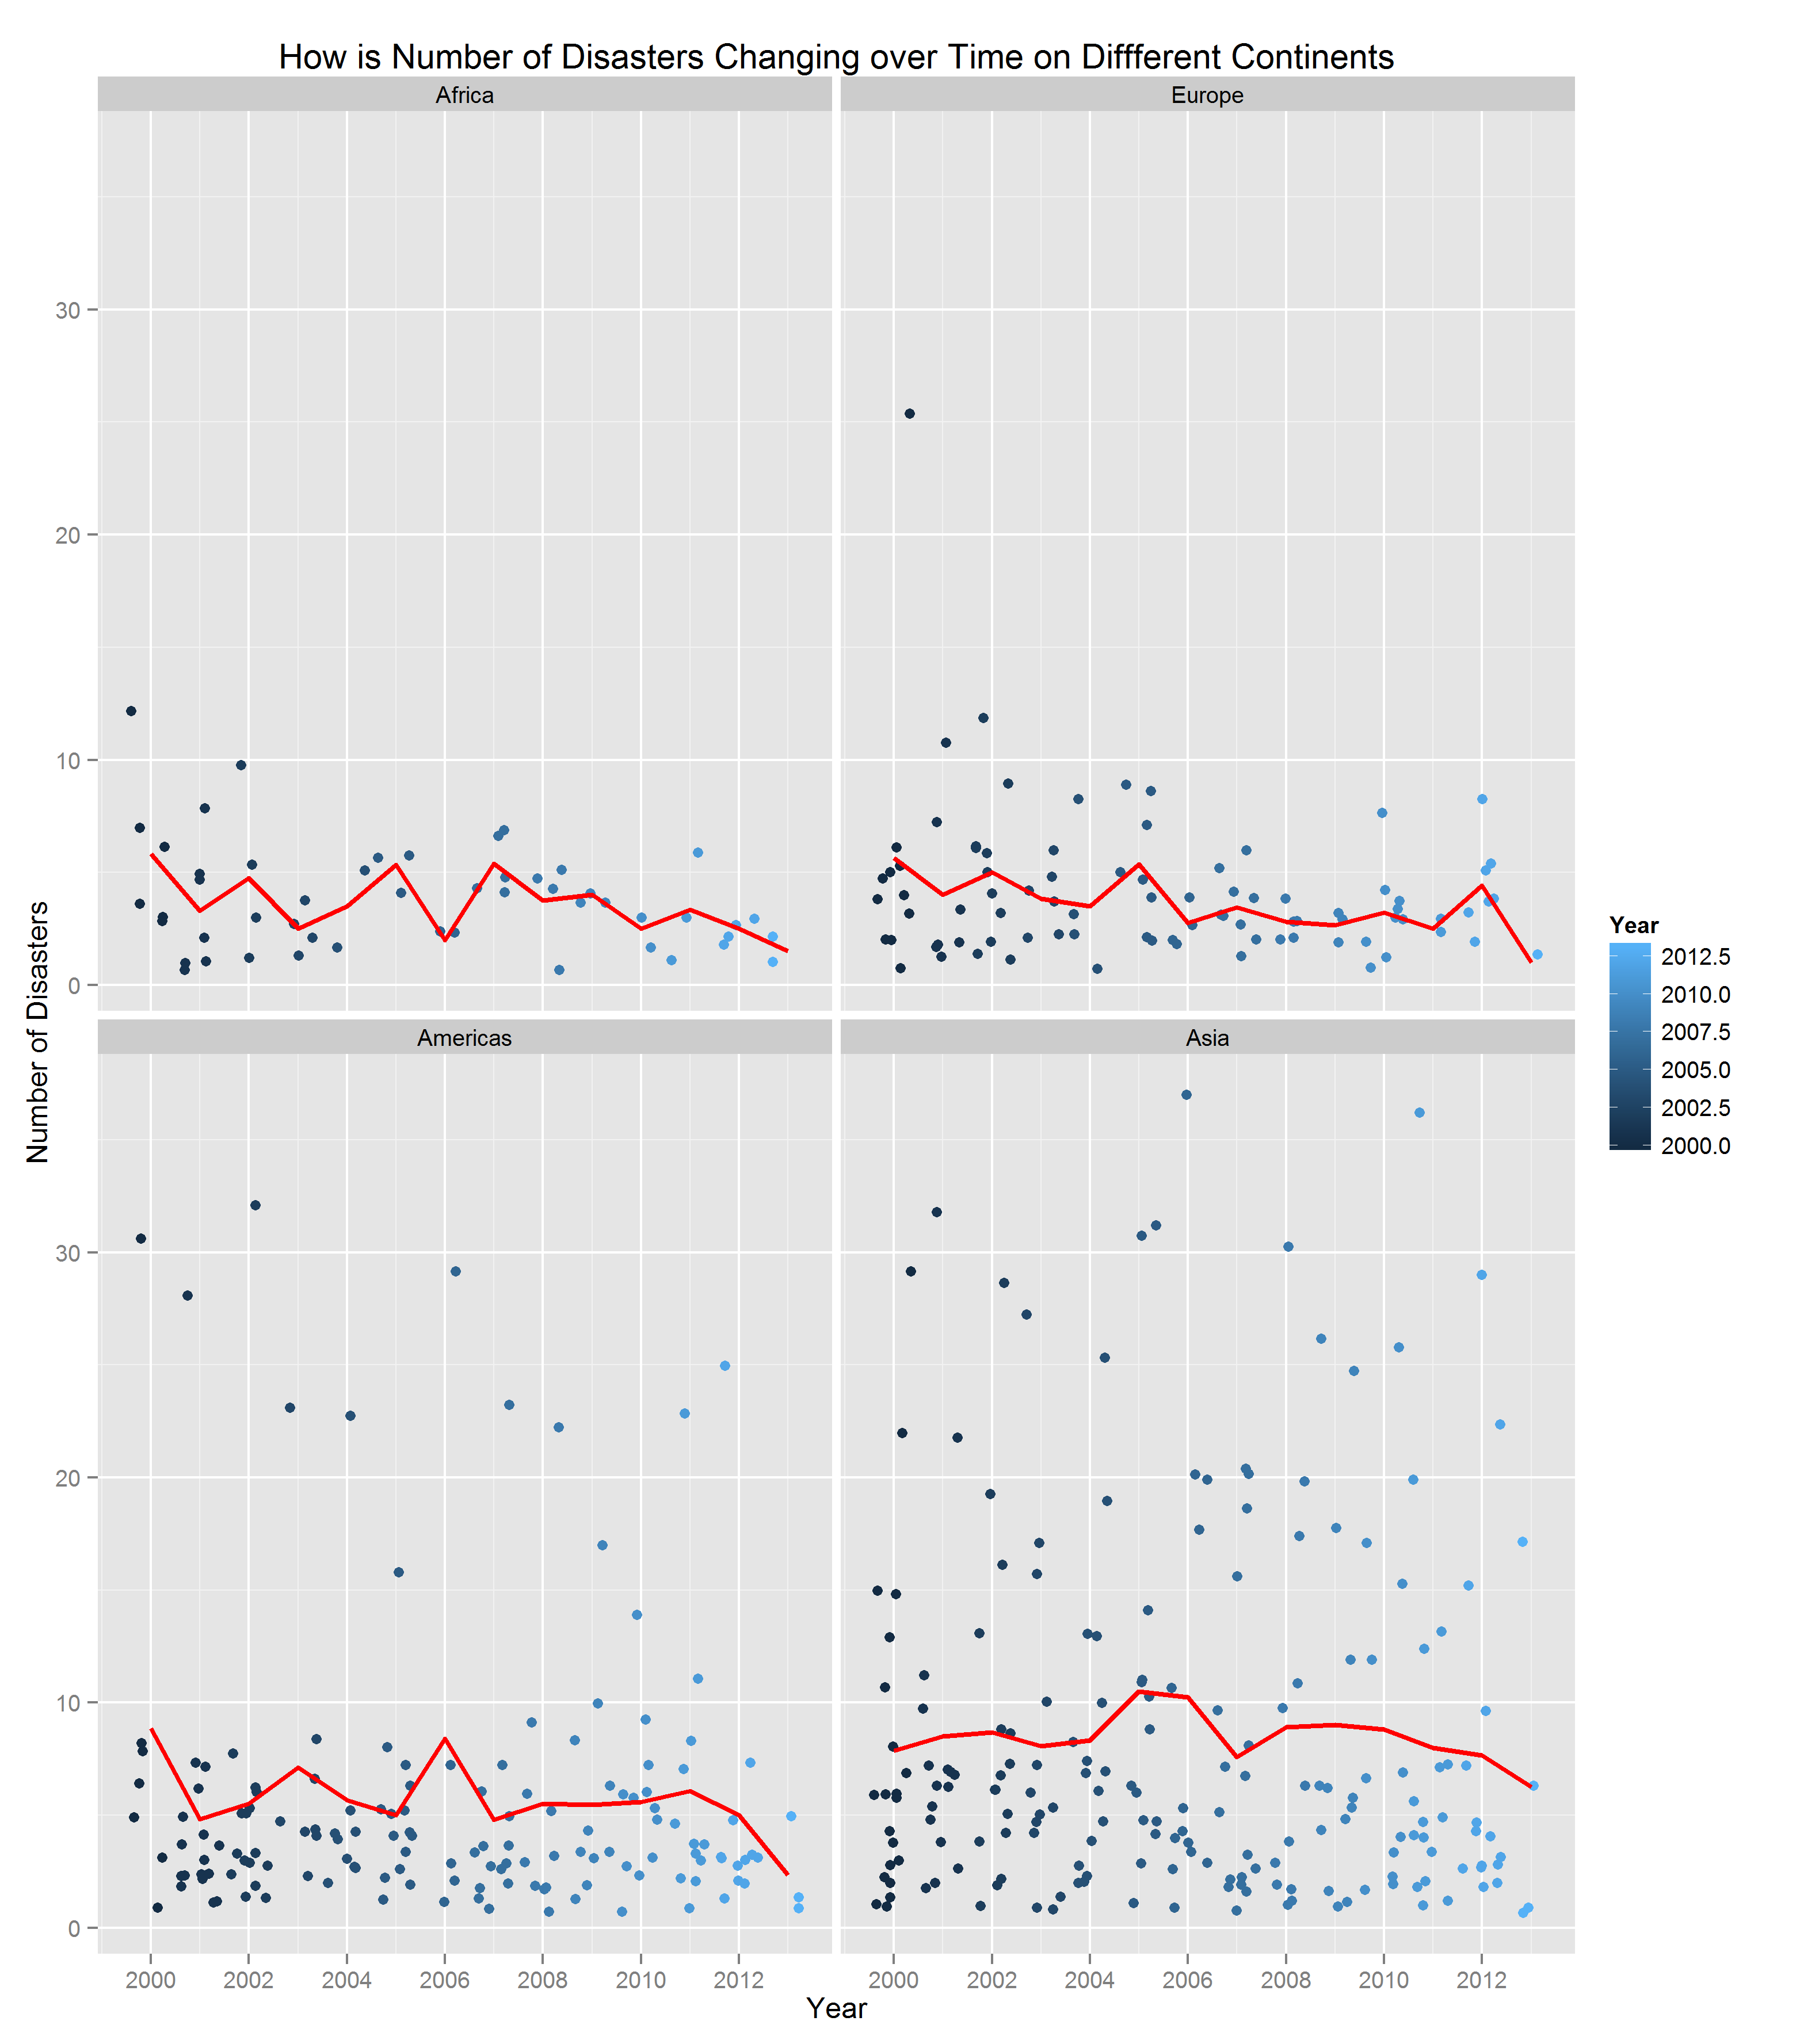 How is Number of Disasters Changing over Time on Diffferent Continents
Africa
Europe
30
20
10
0
Number of Disasters
Americas
Asia
30
20
10
0
2000 2002 2004 2006 2008 2010 2012
2000 2002 2004 2006 2008 2010 2012
Year
Year
2012.5
2010.0
2007.5
2005.0
2002.5
2000.0